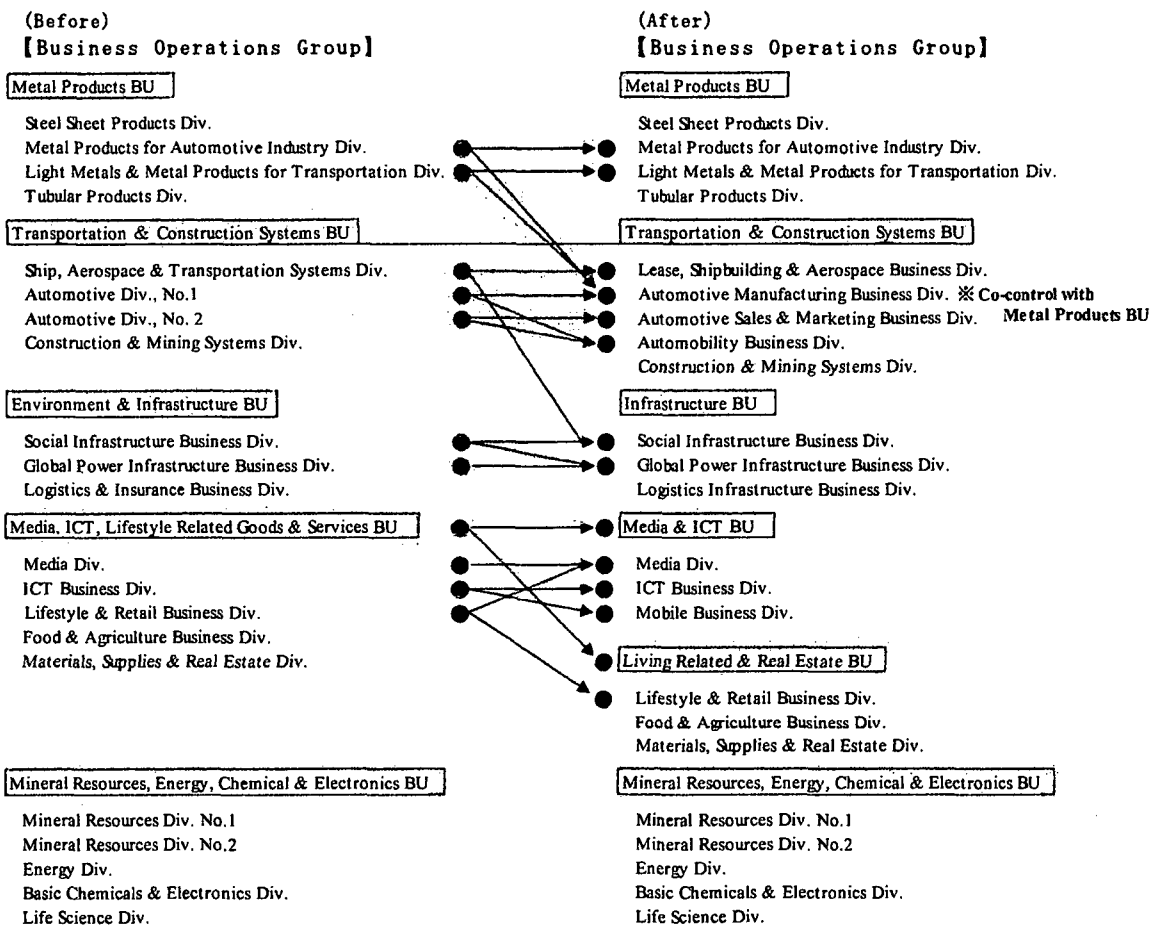 (Before)
【Business Operations Group】
Metal Products BU
Steel Sheet Products Div.
Metal Products for Automotive Industry Div.
Light Metals & Metal Products for Transportation Div.
Tubular Products Div.
Transportation & Construction Systems BU
Ship, Aerospace & Transportation Systems Div.
Automotive Div., No.1
Automotive Div., No. 2
Construction & Mining Systems Div.
Environment & Infrastructure BU
Social Infrastructure Business Div.
Global Power Infrastructure Business Div.
Logistics & Insurance Business Div.
Media, ICT, Lifestyle Related Goods & Services BU
Media Div.
ICT Business Div.
Lifestyle & Retail Business Div.
Food & Agriculture Business Div.
Materials, Supplies & Real Estate Div.
Mineral Resources, Energy, Chemical & Electronics BU
Mineral Resources Div. No.1
Mineral Resources Div. No.2
Energy Div.
Basic Chemicals & Electronics Div.
Life Science Div.
(After)
【Business Operations Group】
Metal Products BU
Steel Sheet Products Div.
Metal Products for Automotive Industry Div.
Light Metals & Metal Products for Transportation Div.
Tubular Products Div.
Transportation & Construction Systems BU
Lease, Shipbuilding & Aerospace Business Div.
Automotive Manufacturing Business Div. ※ Co-control with
Automotive Sales & Marketing Business Div. Metal Products BU
Automobility Business Div.
Construction & Mining Systems Div.
Infrastructure BU
Social Infrastructure Business Div.
Global Power Infrastructure Business Div.
Logistics Infrastructure Business Div.
Media & ICT BU
Media Div.
ICT Business Div.
Mobile Business Div.
Living Related & Real Estate BU
Lifestyle & Retail Business Div.
Food & Agriculture Business Div.
Materials, Supplies & Real Estate Div.
Mineral Resources, Energy, Chemical & Electronics BU
Mineral Resources Div. No.1
Mineral Resources Div. No.2
Energy Div.
Basic Chemicals & Electronics Div.
Life Science Div.